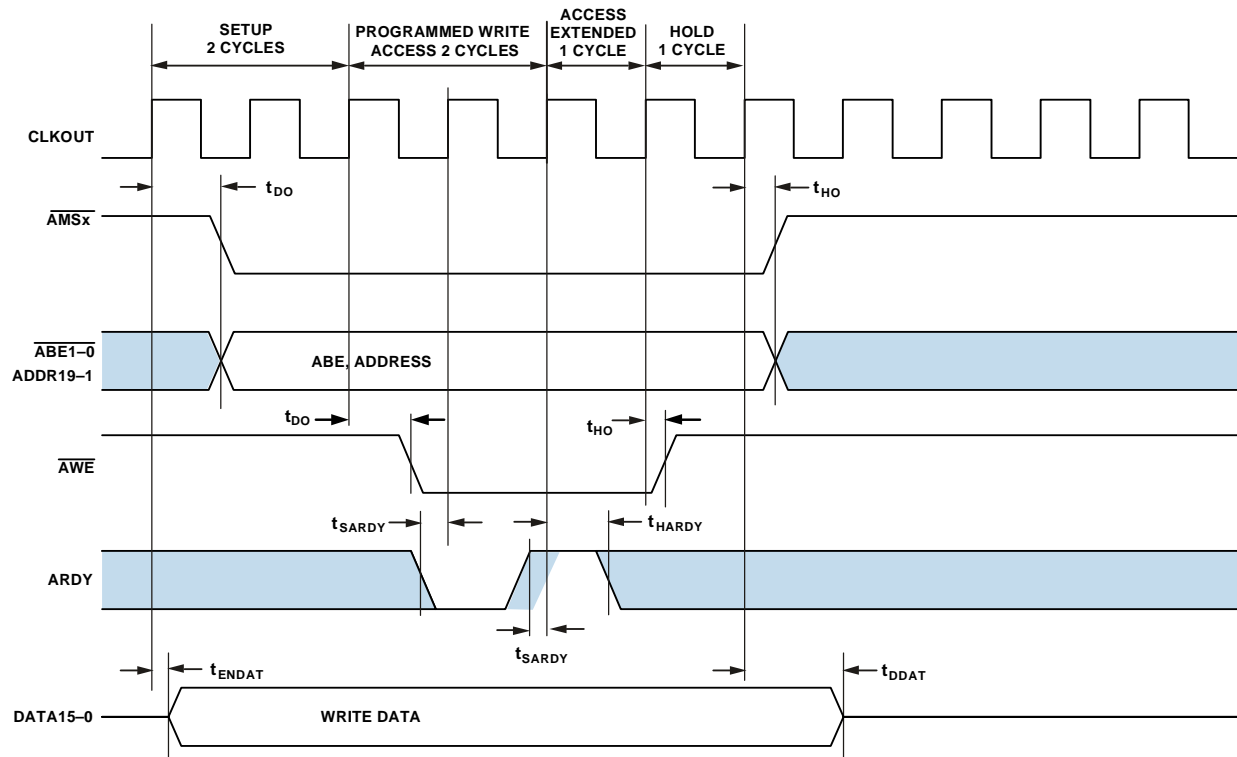 SETUP
2 CYCLES
PROGRAMMED WRITE
ACCESS 2 CYCLES
ACCESS
EXTENDED
1 CYCLE
HOLD
1 CYCLE
CLKOUT
tDO
tHO
AMSx
ABE1–0
ADDR19–1
ABE, ADDRESS
tDO
tHO
AWE
tSARDY
tHARDY
ARDY
tSARDY
tENDAT
tDDAT
DATA15–0
WRITE DATA